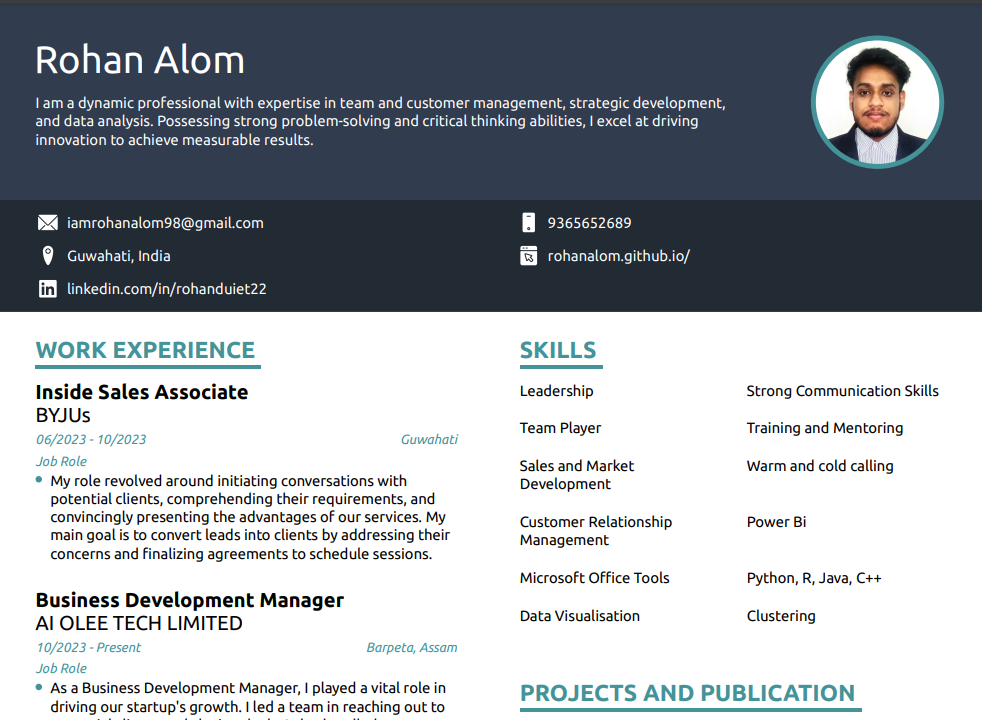 Rohan Alom
I am a dynamic professional with expertise in team and customer management, strategic development,
and data analysis. Possessing strong problem-solving and critical thinking abilities, I excel at driving
innovation to achieve measurable results.
iamrohanalom98@gmail.com
9365652689
Guwahati, India
rohanalom.github.io/
linkedin.com/in/rohanduiet22
WORK EXPERIENCE
Inside Sales Associate
BYJUs
06/2023 - 10/2023
Guwahati
Job Role
My role revolved around initiating conversations with
potential clients, comprehending their requirements, and
convincingly presenting the advantages of our services. My
main goal is to convert leads into clients by addressing their
concerns and finalizing agreements to schedule sessions.
Business Development Manager
AI OLEE TECH LIMITED
10/2023 - Present
Barpeta, Assam
Job Role
As a Business Development Manager, I played a vital role in
driving our startup's growth. I led a team in reaching out to
SKILLS
Leadership
Strong Communication Skills
Team Player
Training and Mentoring
Sales and Market
Development
Warm and cold calling
Customer Relationship
Management
Power Bi
Microsoft Office Tools
Python, R, Java, C++
Data Visualisation
Clustering
PROJECTS AND PUBLICATION